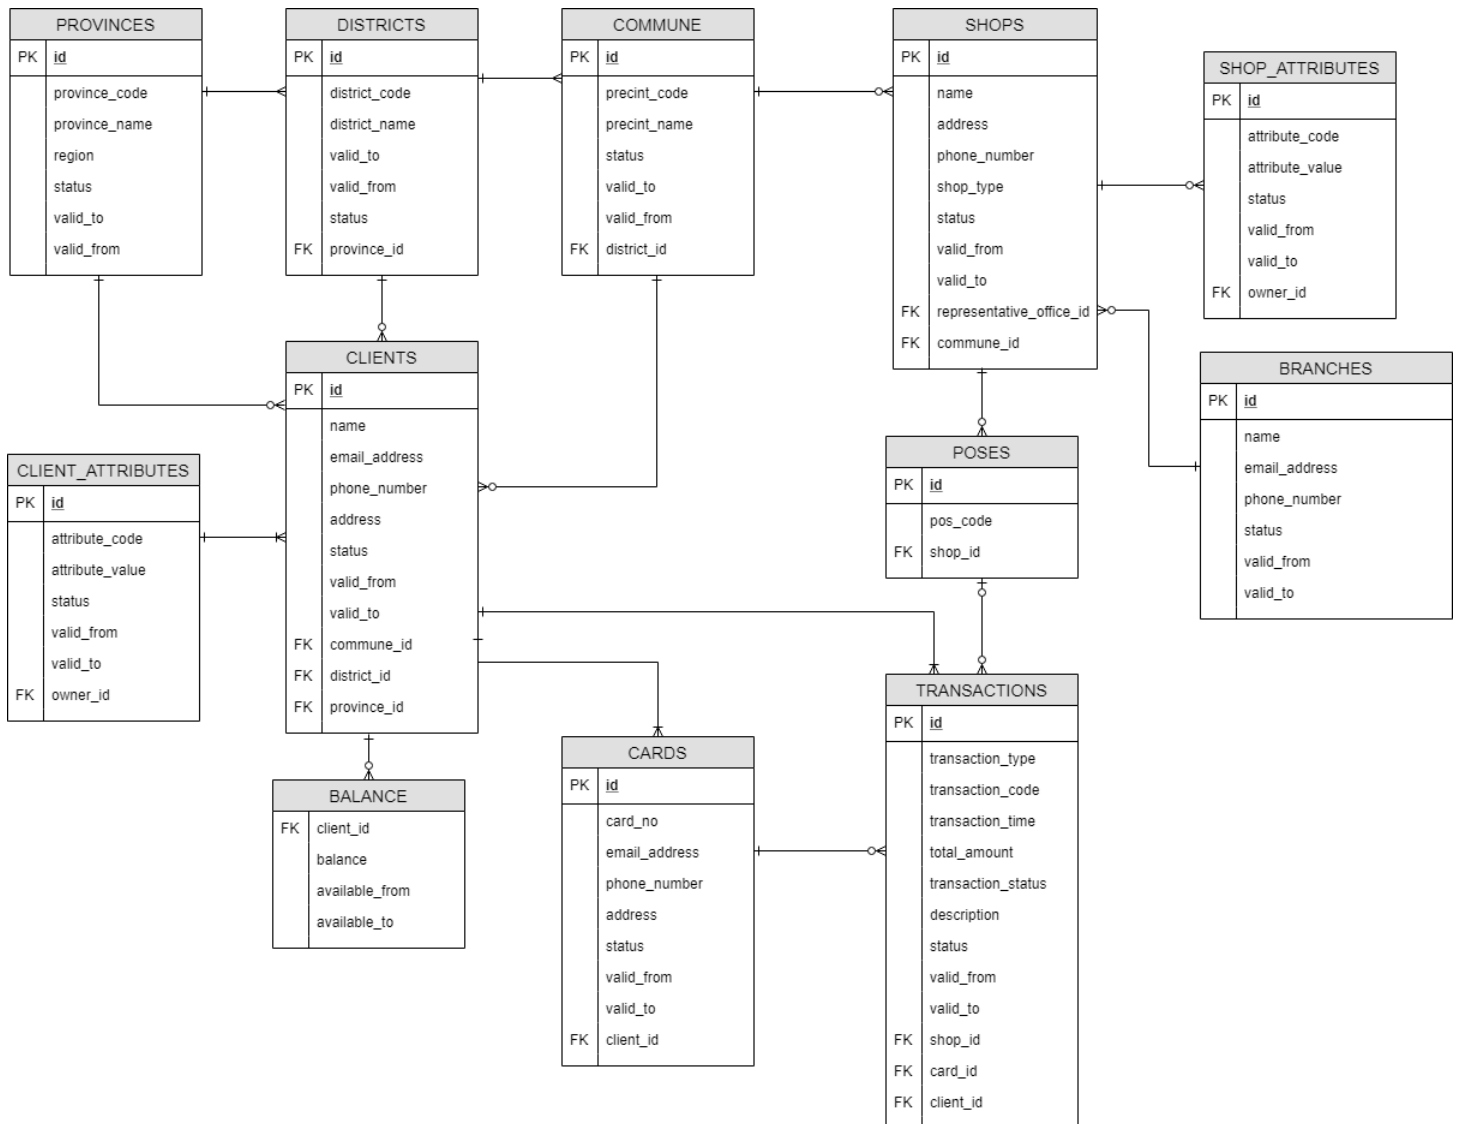 PROVINCES
PK id
province_code
province_name
region
status
valid_to
valid_from
DISTRICTS
PK id
district_code
district_name
valid_to
valid_from
status
FK province_id
COMMUNE
PK id
precint_code
precint_name
status
valid_to
valid_from
FK district_id
SHOPS
PK id
name
address
phone_number
shop_type
status
valid_from
valid_to
FK representative_office_id
FK commune_id
SHOP_ATTRIBUTES
PK id
attribute_code
attribute_value
status
valid_from
valid_to
FK owner_id
CLIENTS
PK id
name
email_address
phone_number
address
status
valid_from
valid_to
FK commune_id
FK district_id
FK province_id
BRANCHES
PK id
name
email_address
phone_number
status
valid_from
valid_to
CLIENT_ATTRIBUTES
PK id
attribute_code
attribute_value
status
valid_from
valid_to
FK owner_id
POSES
PK id
pos_code
FK shop_id
BALANCE
FK client_id
balance
available_from
available_to
CARDS
PK id
card_no
email_address
phone_number
address
status
valid_from
valid_to
FK client_id
TRANSACTIONS
PK id
transaction_type
transaction_code
transaction_time
total_amount
transaction_status
description
status
valid_from
valid_to
FK shop_id
FK card_id
FK client_id